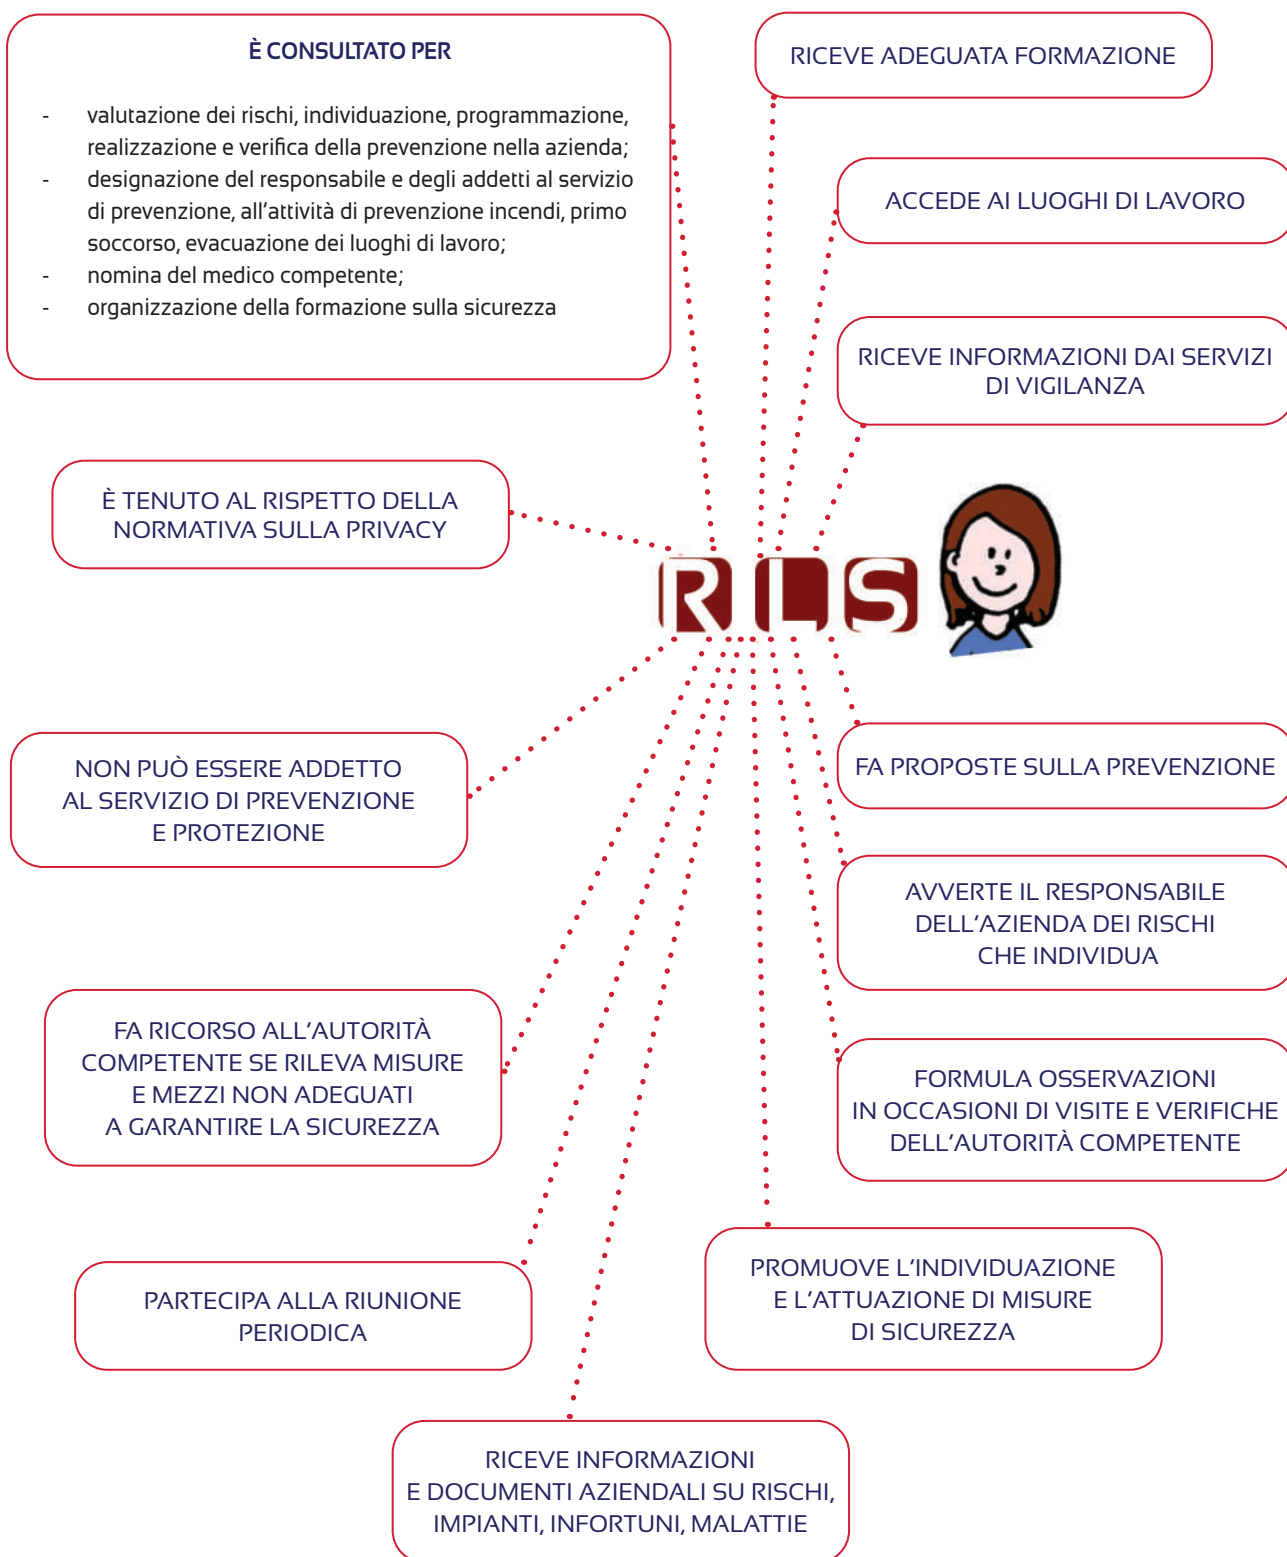 È CONSULTATO PER
- valutazione dei rischi, individuazione, programmazione,
realizzazione e verifica della prevenzione nella azienda;
- designazione del responsabile e degli addetti al servizio
di prevenzione, all'attività di prevenzione incendi, primo
soccorso, evacuazione dei luoghi di lavoro;
- nomina del medico competente;
- organizzazione della formazione sulla sicurezza
RICEVE ADEGUATA FORMAZIONE
ACCEDE AI LUOGHI DI LAVORO
RICEVE INFORMAZIONI DAI SERVIZI
DI VIGILANZA
È TENUTO AL RISPETTO DELLA
NORMATIVA SULLA PRIVACY
RLS
NON PUÒ ESSERE ADDETTO
AL SERVIZIO DI PREVENZIONE
E PROTEZIONE
FA PROPOSTE SULLA PREVENZIONE
AVVERTE IL RESPONSABILE
DELL'AZIENDA DEI RISCHI
CHE INDIVIDUA
FA RICORSO ALL'AUTORITÀ
COMPETENTE SE RILEVA MISURE
E MEZZI NON ADEGUATI
A GARANTIRE LA SICUREZZA
FORMULA OSSERVAZIONI
IN OCCASIONI DI VISITE E VERIFICHE
DELL'AUTORITÀ COMPETENTE
PARTECIPA ALLA RIUNIONE
PERIODICA
PROMUOVE L'INDIVIDUAZIONE
E L'ATTUAZIONE DI MISURE
DI SICUREZZA
RICEVE INFORMAZIONI
E DOCUMENTI AZIENDALI SU RISCHI,
IMPIANTI, INFORTUNI, MALATTIE